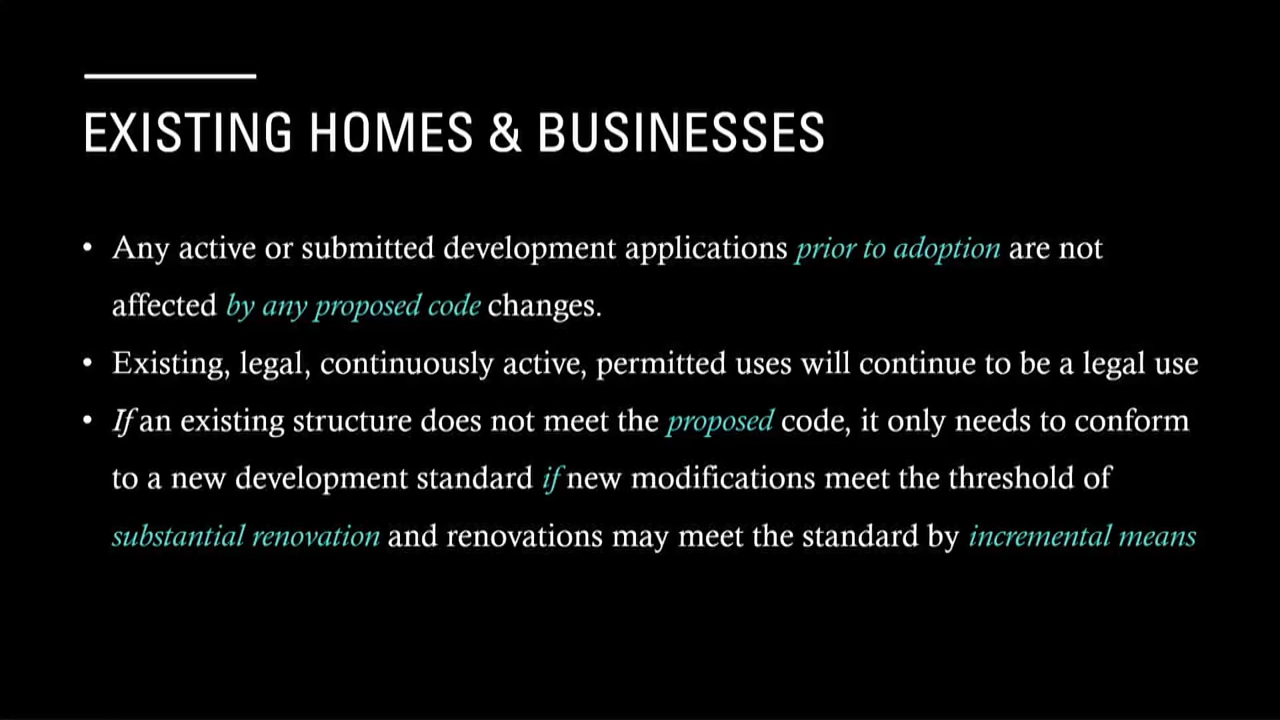 EXISTING HOMES & BUSINESSES
• Any active or submitted development applications prior to adoption are not
affected by any proposed code changes.
• Existing, legal, continuously active, permitted uses will continue to be a legal use
• If an existing structure does not meet the proposed code, it only needs to conform
to a new development standard if new modifications meet the threshold of
substantial renovation and renovations may meet the standard by incremental means